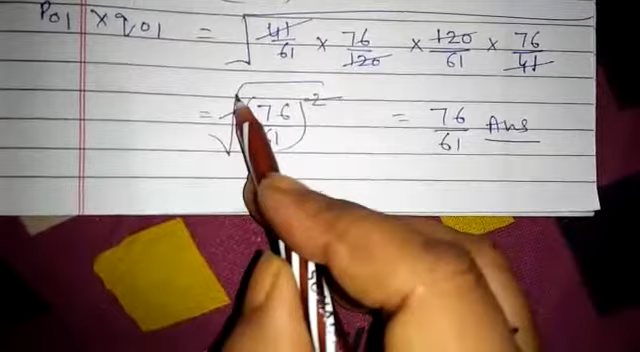 P01 × q01 = √ 41/61 × 76/120 × 120/61 × 76/41
= √ (76/61)² = 76/61 Ans